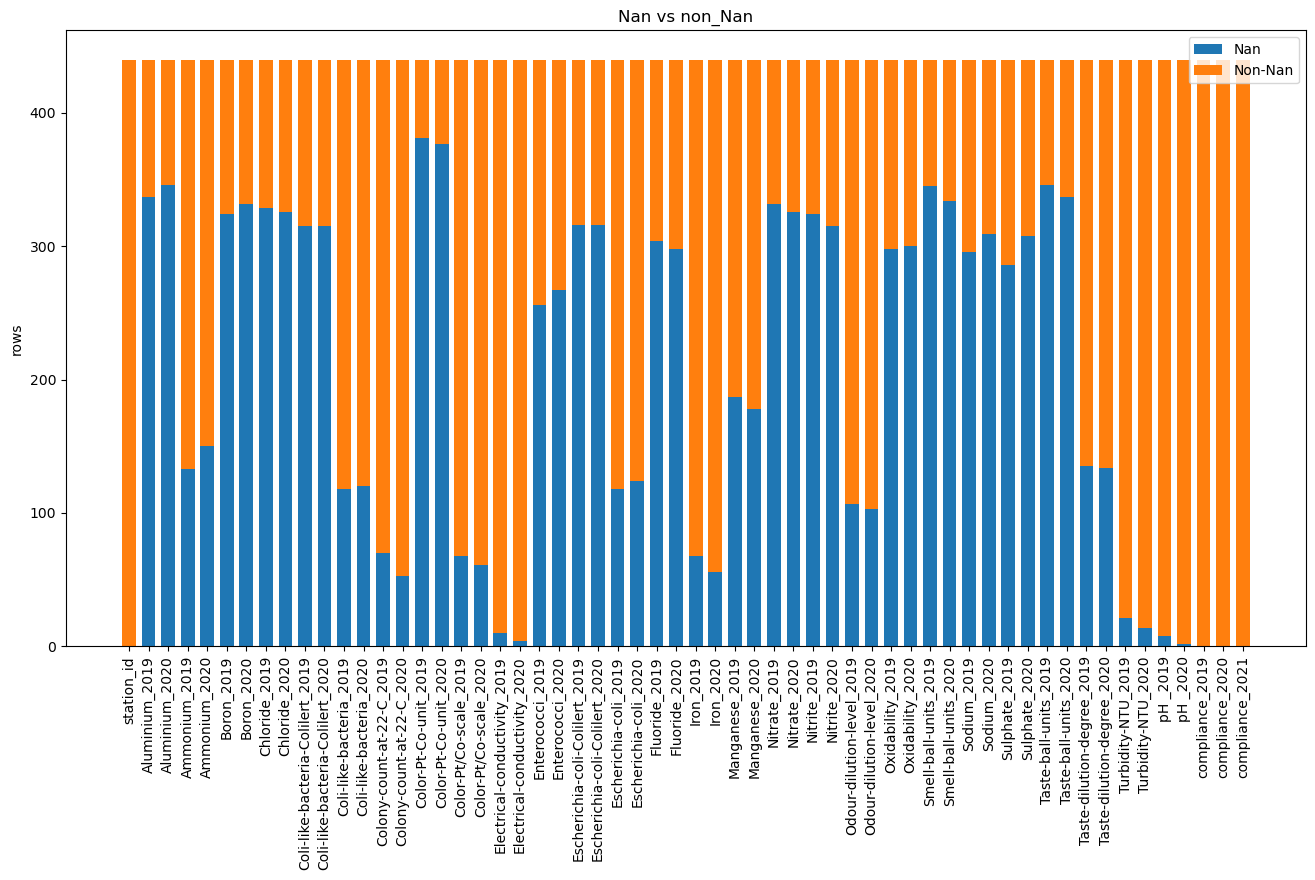 Nan vs non_Nan
Nan
Non-Nan
400
300
200
100
0
rows
station_id
Aluminium_2019
Aluminium_2020
Ammonium_2019
Ammonium_2020
Boron_2019
Boron_2020
Chloride_2019
Chloride_2020
Coli-like-bacteria-Colilert_2019
Coli-like-bacteria-Colilert_2020
Coli-like-bacteria_2019
Coli-like-bacteria_2020
Colony-count-at-22-C_2019
Colony-count-at-22-C_2020
Color-Pt-Co-unit_2019
Color-Pt-Co-unit_2020
Color-Pt/Co-scale_2019
Color-Pt/Co-scale_2020
Electrical-conductivity_2019
Electrical-conductivity_2020
Enterococci_2019
Enterococci_2020
Escherichia-coli-Colilert_2019
Escherichia-coli-Colilert_2020
Escherichia-coli_2019
Escherichia-coli_2020
Fluoride_2019
Fluoride_2020
Iron_2019
Iron_2020
Manganese_2019
Manganese_2020
Nitrate_2019
Nitrate_2020
Nitrite_2019
Nitrite_2020
Odour-dilution-level_2019
Odour-dilution-level_2020
Oxidability_2019
Oxidability_2020
Smell-ball-units_2019
Smell-ball-units_2020
Sodium_2019
Sodium_2020
Sulphate_2019
Sulphate_2020
Taste-ball-units_2019
Taste-ball-units_2020
Taste-dilution-degree_2019
Taste-dilution-degree_2020
Turbidity-NTU_2019
Turbidity-NTU_2020
pH_2019
pH_2020
compliance_2019
compliance_2020
compliance_2021